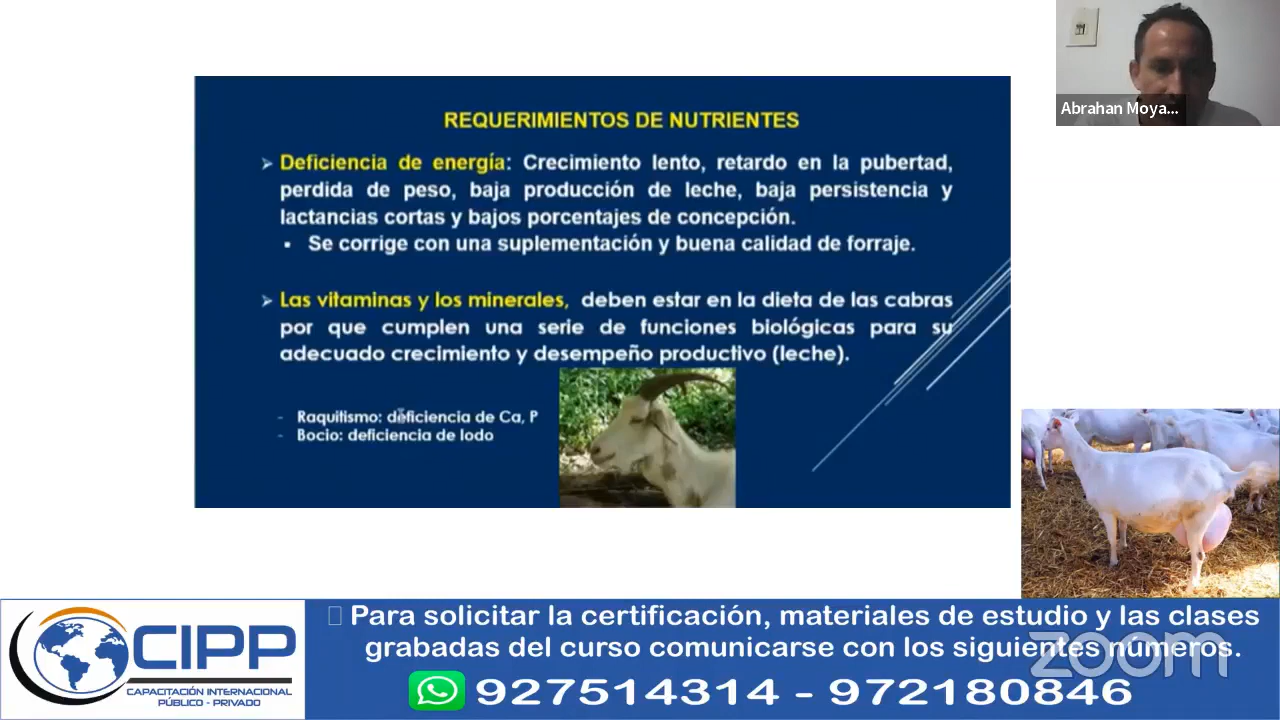 Abrahan Moya...
REQUERIMIENTOS DE NUTRIENTES
➢ Deficiencia de energía: Crecimiento lento, retardo en la pubertad,
perdida de peso, baja producción de leche, baja persistencia y
lactancias cortas y bajos porcentajes de concepción.
▪ Se corrige con una suplementación y buena calidad de forraje.
➢ Las vitaminas y los minerales, deben estar en la dieta de las cabras
por que cumplen una serie de funciones biológicas para su
adecuado crecimiento y desempeño productivo (leche).
- Raquitismo: deficiencia de Ca, P
- Bocio: deficiencia de Iodo
CIPP
CAPACITACIÓN INTERNACIONAL
PÚBLICO - PRIVADO
Para solicitar la certificación, materiales de estudio y las clases
grabadas del curso comunicarse con los siguientes números.
927514314 - 972180846
zoom